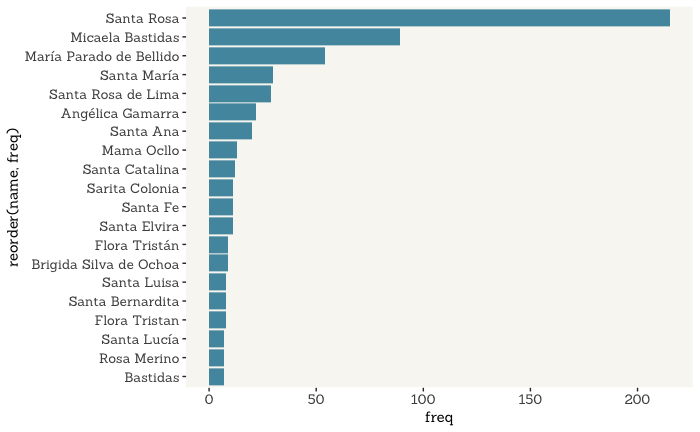 Santa Rosa
Micaela Bastidas
María Parado de Bellido
Santa María
Santa Rosa de Lima
Angélica Gamarra
Santa Ana
Mama Ocllo
Santa Catalina
Sarita Colonia
Santa Fe
Santa Elvira
Flora Tristán
Brigida Silva de Ochoa
Santa Luisa
Santa Bernardita
Flora Tristan
Santa Lucía
Rosa Merino
Bastidas
reorder(name, freq)
0 50 100 150 200
freq